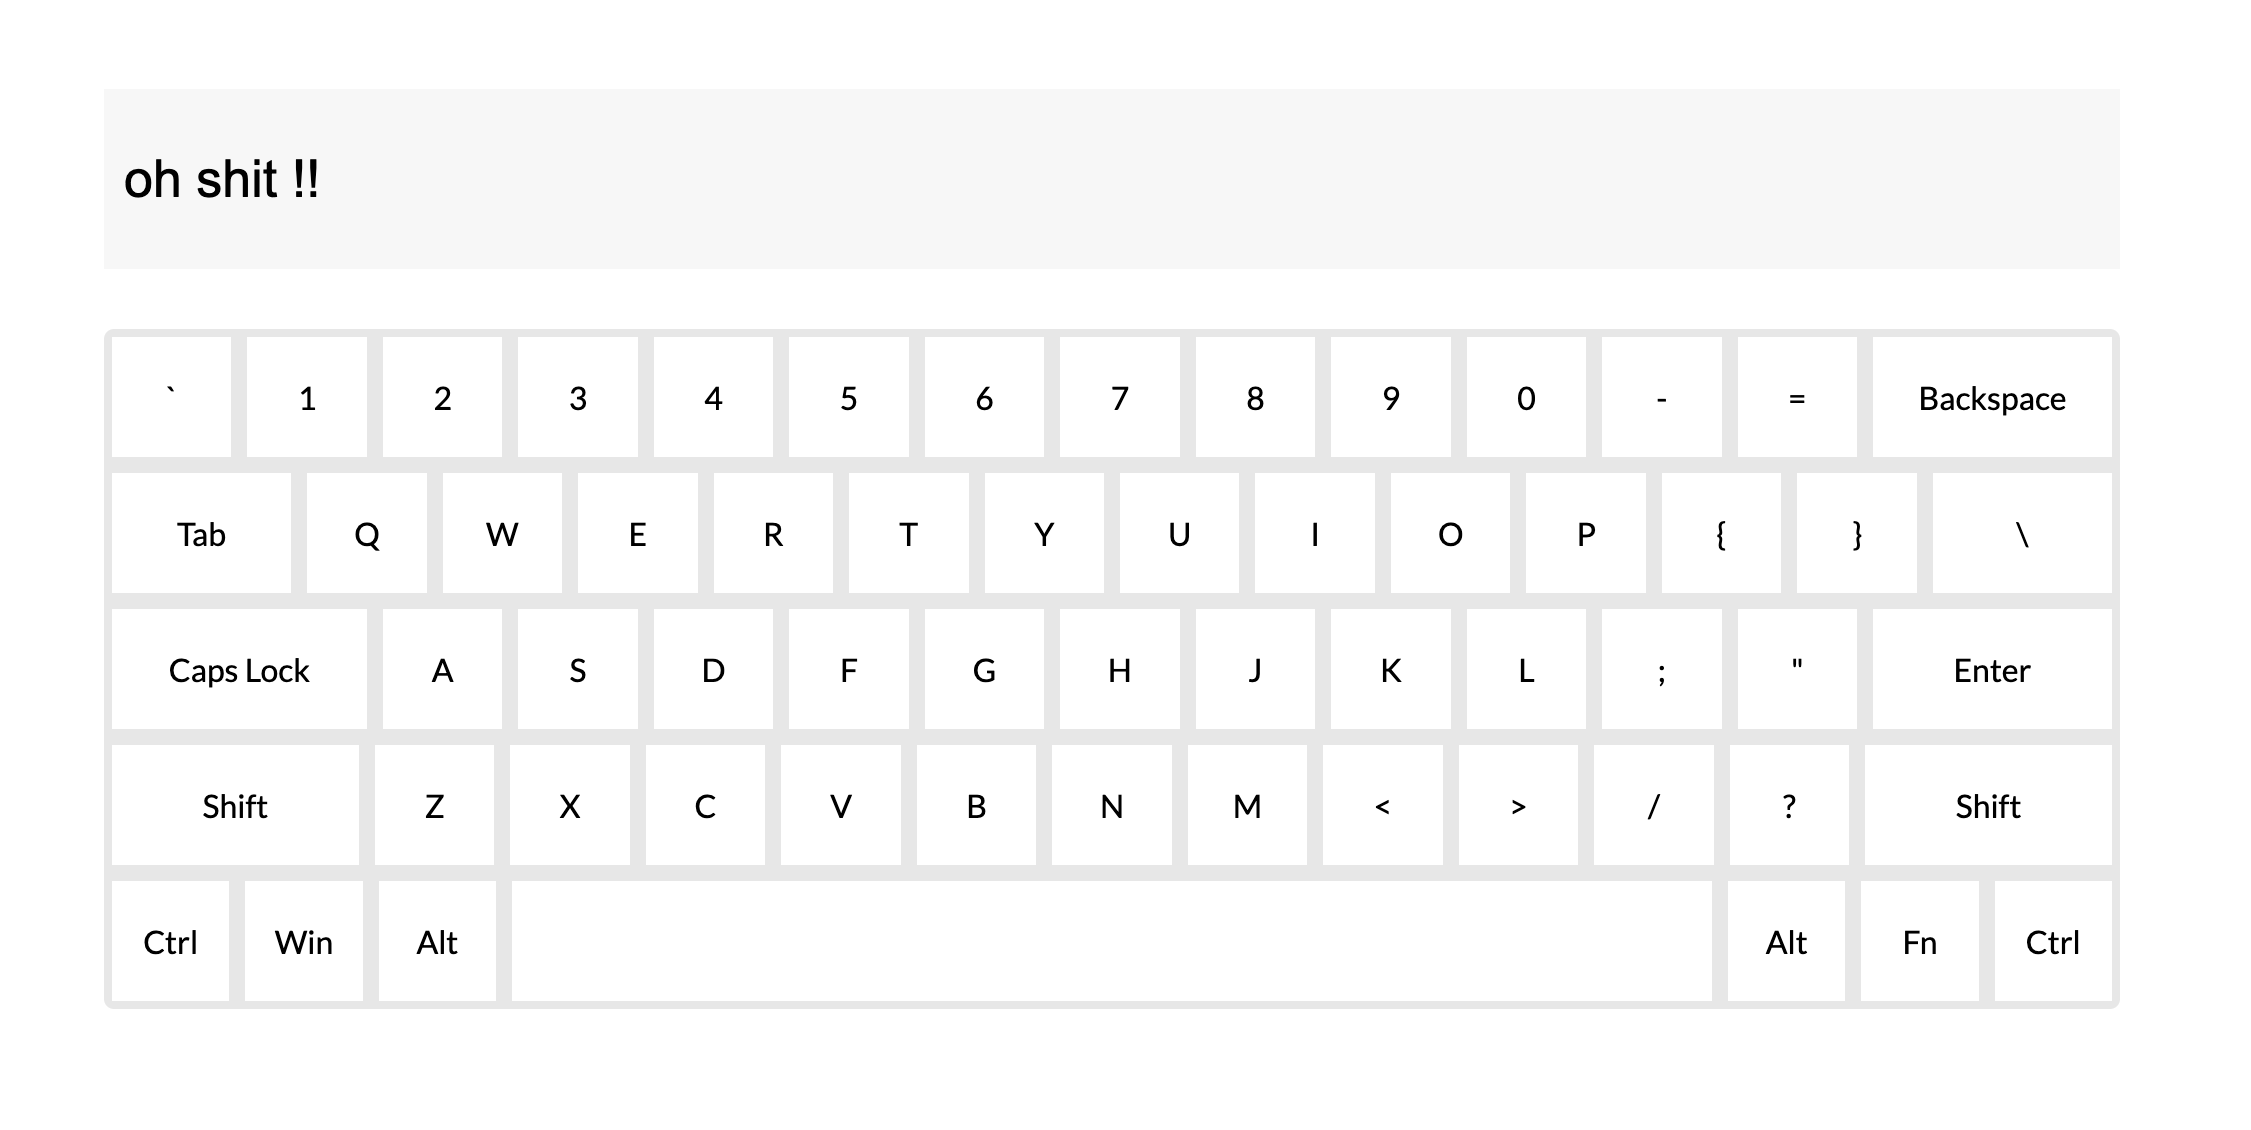 oh shit !!
` 1 2 3 4 5 6 7 8 9 0 - = Backspace
Tab Q W E R T Y U I O P { } \
Caps Lock A S D F G H J K L ; " Enter
Shift Z X C V B N M < > / ? Shift
Ctrl Win Alt Alt Fn Ctrl